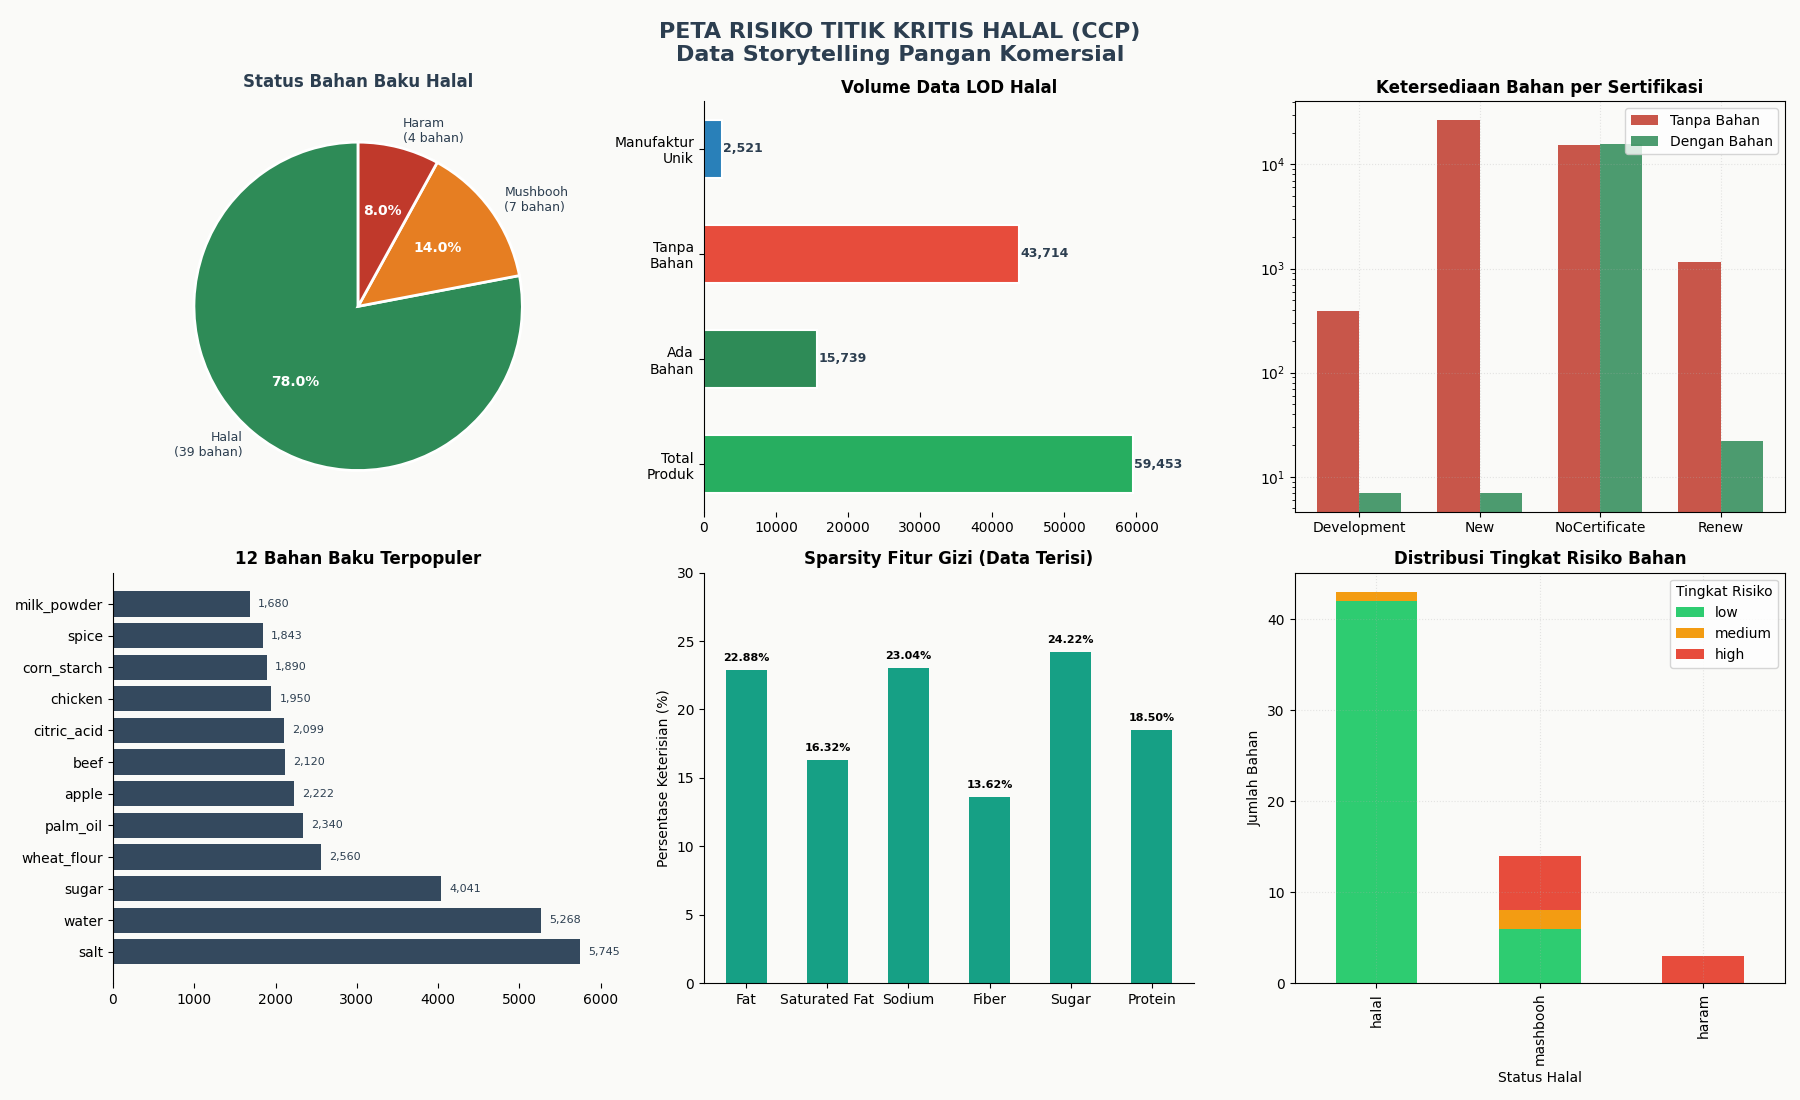 PETA RISIKO TITIK KRITIS HALAL (CCP)
Data Storytelling Pangan Komersial
Status Bahan Baku Halal
Haram
(4 bahan)
Mushbooh
(7 bahan)
8.0%
14.0%
78.0%
Halal
(39 bahan)
Volume Data LOD Halal
Manufaktur
Unik
2,521
Tanpa
Bahan
43,714
Ada
Bahan
15,739
Total
Produk
59,453
0 10000 20000 30000 40000 50000 60000
Ketersediaan Bahan per Sertifikasi
Tanpa Bahan
Dengan Bahan
10⁴
10³
10²
10¹
Development New NoCertificate Renew
12 Bahan Baku Terpopuler
milk_powder 1,680
spice 1,843
corn_starch 1,890
chicken 1,950
citric_acid 2,099
beef 2,120
apple 2,222
palm_oil 2,340
wheat_flour 2,560
sugar 4,041
water 5,268
salt 5,745
0 1000 2000 3000 4000 5000 6000
Sparsity Fitur Gizi (Data Terisi)
Persentase Keterisian (%)
30
25
20
15
10
5
0
22.88% 16.32% 23.04% 13.62% 24.22% 18.50%
Fat Saturated Fat Sodium Fiber Sugar Protein
Distribusi Tingkat Risiko Bahan
Tingkat Risiko
low
medium
high
Jumlah Bahan
40
30
20
10
0
halal mashbooh haram
Status Halal